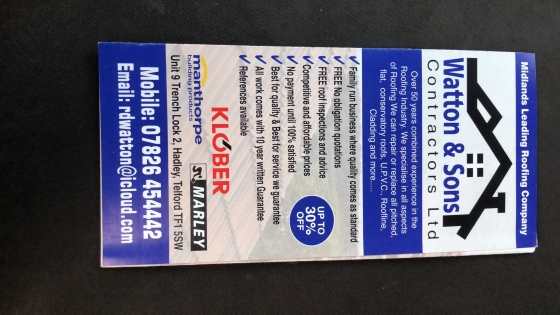 Midlands Leading Roofing Company
Watton & Sons
Contractors Ltd
Over 50 years combined experience in the
Roofing Industry. We specialise in all aspects
of Roofing We can repair or replace all pitched,
flat, conservatory roofs, U.P.V.C., Roofline,
Cladding and more.....
✓ Family run business where quality comes as standard
✓ FREE No obligation quotations
✓ FREE roof Inspections and advice
✓ Competitive and affordable prices
✓ No payment until 100% satisfied
✓ Best for quality & Best for service we guarantee
✓ All work comes with 10 year written Guarantee
✓ References available
UP TO
30%
OFF
manthorpe
building products
KLOBER
MARLEY
Unit 9 Trench Lock 2, Hadley, Telford TF1 5SW
Mobile: 07826 454442
Email: rdwatton@icloud.com